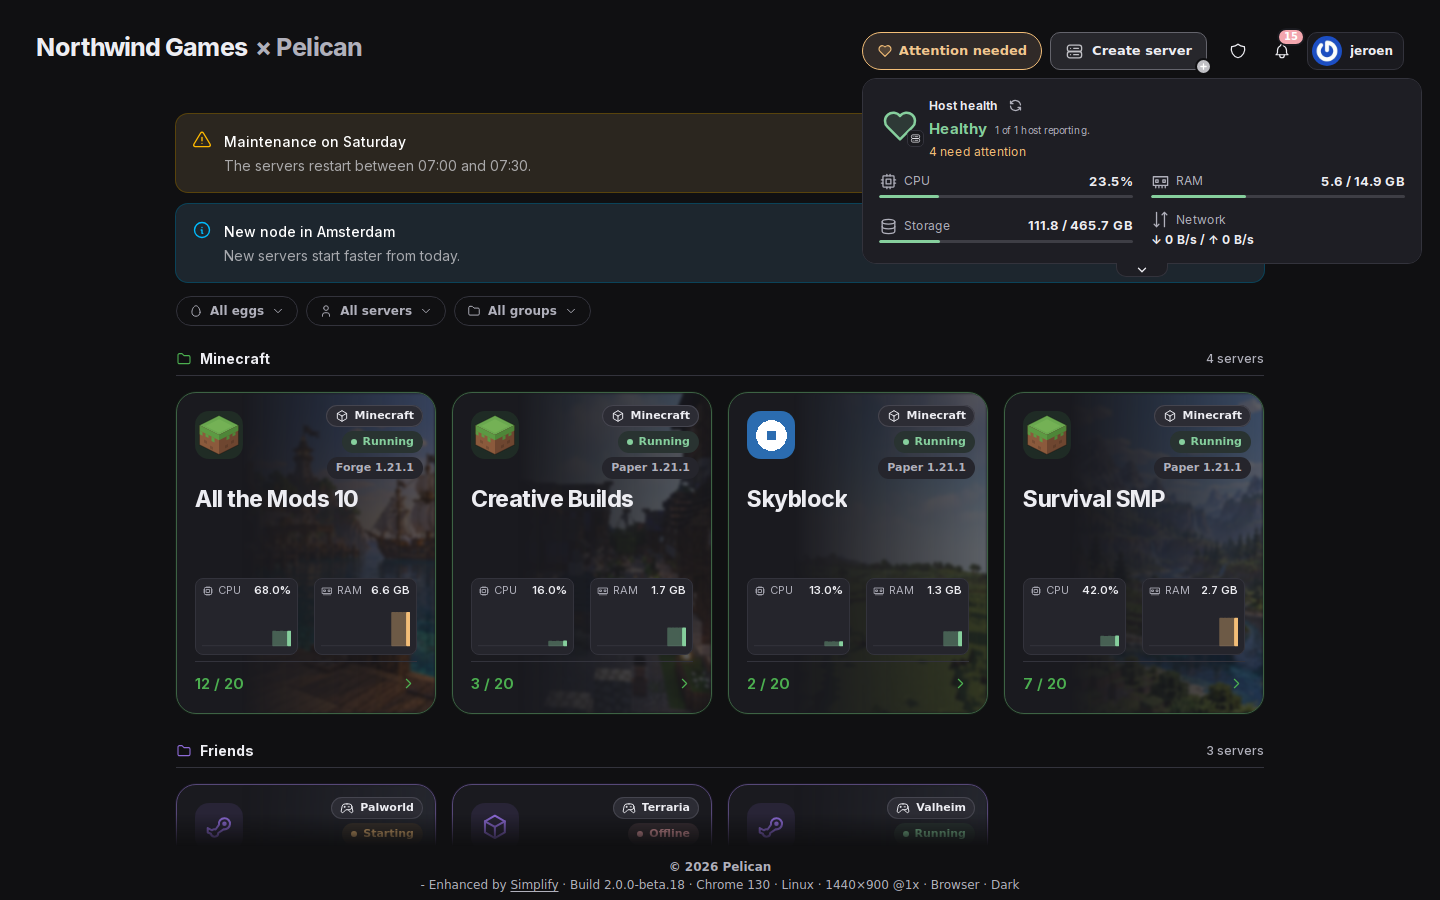 Northwind Games × Pelican
Attention needed
Create server
15
jeroen
Host health
Healthy 1 of 1 host reporting.
4 need attention
CPU 23.5%
RAM 5.6 / 14.9 GB
Storage 111.8 / 465.7 GB
Network
↓ 0 B/s / ↑ 0 B/s
Maintenance on Saturday
The servers restart between 07:00 and 07:30.
New node in Amsterdam
New servers start faster from today.
All eggs
All servers
All groups
Minecraft
4 servers
Minecraft
Running
Forge 1.21.1
All the Mods 10
CPU 68.0%
RAM 6.6 GB
12 / 20
Minecraft
Running
Paper 1.21.1
Creative Builds
CPU 16.0%
RAM 1.7 GB
3 / 20
Minecraft
Running
Paper 1.21.1
Skyblock
CPU 13.0%
RAM 1.3 GB
2 / 20
Minecraft
Running
Paper 1.21.1
Survival SMP
CPU 42.0%
RAM 2.7 GB
7 / 20
Friends
3 servers
Palworld
Starting
Terraria
Offline
Valheim
Running
© 2026 Pelican
- Enhanced by Simplify · Build 2.0.0-beta.18 · Chrome 130 · Linux · 1440×900 @1x · Browser · Dark